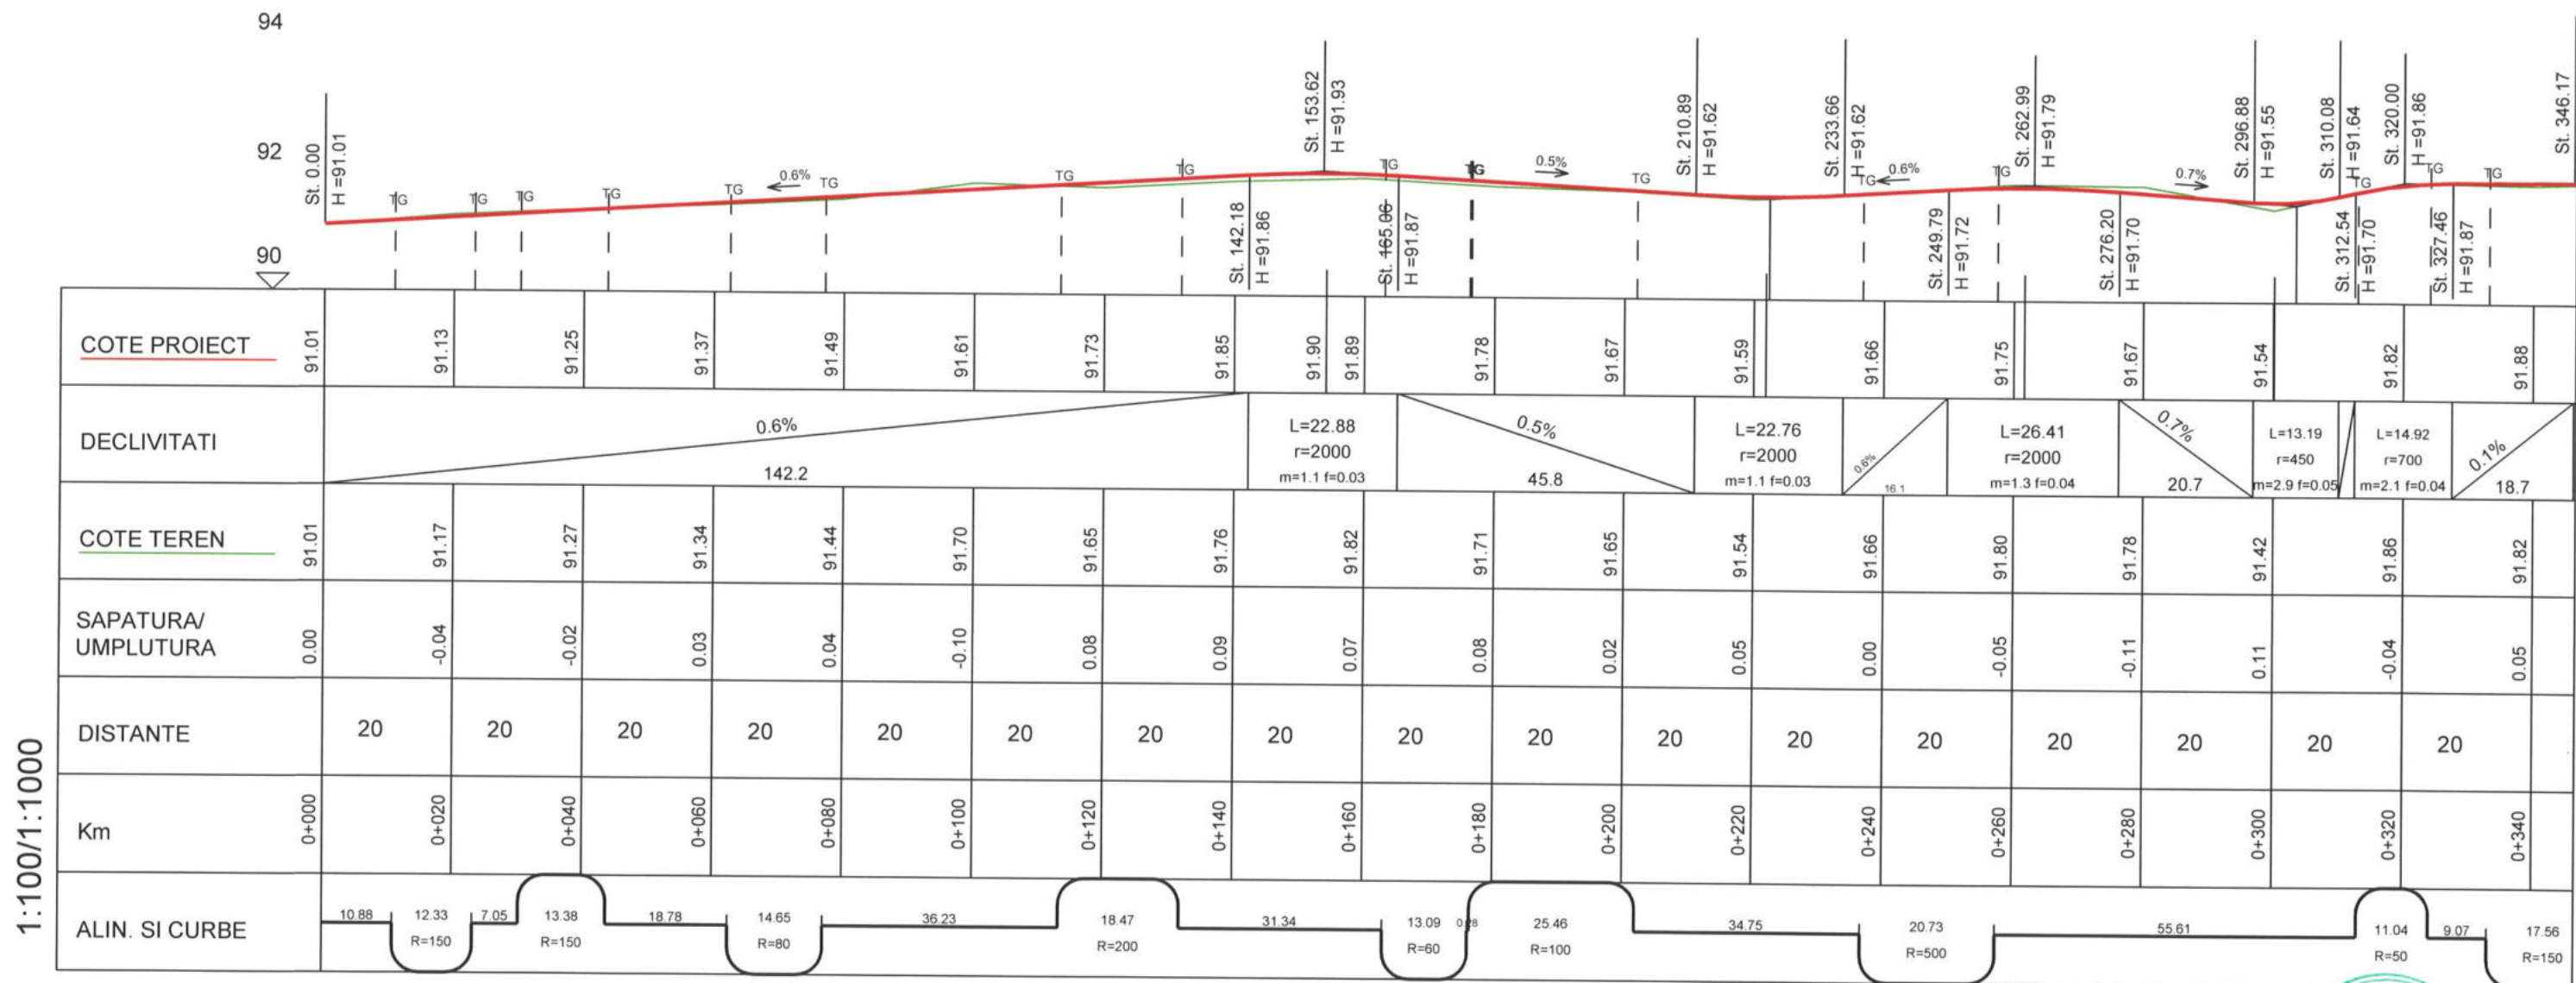 94
92
90
St. 0.00
H =91.01
TG
TG
TG
TG
TG
0.6%
TG
TG
TG
St. 142.18
H =91.86
St. 153.62
H =91.93
TG
St. 165.06
H =91.87
TG
0.5%
TG
St. 210.89
H =91.62
St. 233.66
H =91.62
TG
0.6%
St. 249.79
H =91.72
TG
St. 262.99
H =91.79
St. 276.20
H =91.70
0.7%
St. 296.88
H =91.55
St. 310.08
H =91.64
TG
St. 312.54
H =91.70
St. 320.00
H =91.86
TG
St. 327.46
H =91.87
TG
St. 346.17
COTE PROIECT
91.01 91.13 91.25 91.37 91.49 91.61 91.73 91.85 91.90 91.89 91.78 91.67 91.59 91.66 91.75 91.67 91.54 91.82 91.88
DECLIVITATI
0.6%
142.2
L=22.88
r=2000
m=1.1 f=0.03
0.5%
45.8
L=22.76
r=2000
m=1.1 f=0.03
0.6%
16.1
L=26.41
r=2000
m=1.3 f=0.04
0.7%
20.7
L=13.19
r=450
m=2.9 f=0.05
L=14.92
r=700
m=2.1 f=0.04
0.1%
18.7
COTE TEREN
91.01 91.17 91.27 91.34 91.44 91.70 91.65 91.76 91.82 91.71 91.65 91.54 91.66 91.80 91.78 91.42 91.86 91.82
SAPATURA/
UMPLUTURA
0.00 -0.04 -0.02 0.03 0.04 -0.10 0.08 0.09 0.07 0.08 0.02 0.05 0.00 -0.05 -0.11 0.11 -0.04 0.05
DISTANTE
20 20 20 20 20 20 20 20 20 20 20 20 20 20 20 20 20
Km
0+000 0+020 0+040 0+060 0+080 0+100 0+120 0+140 0+160 0+180 0+200 0+220 0+240 0+260 0+280 0+300 0+320 0+340
ALIN. SI CURBE
10.88
12.33
R=150
7.05
13.38
R=150
18.78
14.65
R=80
36.23
18.47
R=200
31.34
13.09
R=60
25.46
R=100
34.75
20.73
R=500
55.61
11.04
R=50
9.07
17.56
R=150
1:100/1:1000